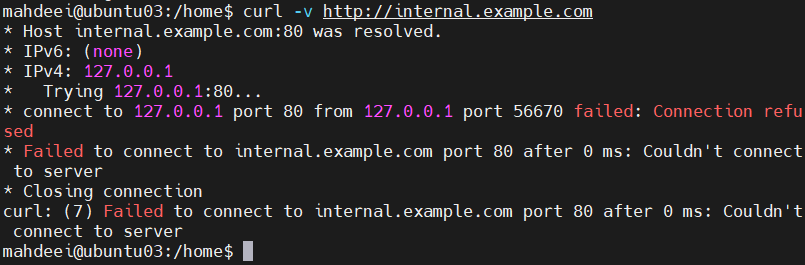 mahdeei@ubuntu03:/home$ curl -v http://internal.example.com
* Host internal.example.com:80 was resolved.
* IPv6: (none)
* IPv4: 127.0.0.1
*   Trying 127.0.0.1:80...
* connect to 127.0.0.1 port 80 from 127.0.0.1 port 56670 failed: Connection refu
sed
* Failed to connect to internal.example.com port 80 after 0 ms: Couldn't connect
 to server
* Closing connection
curl: (7) Failed to connect to internal.example.com port 80 after 0 ms: Couldn't
 connect to server
mahdeei@ubuntu03:/home$